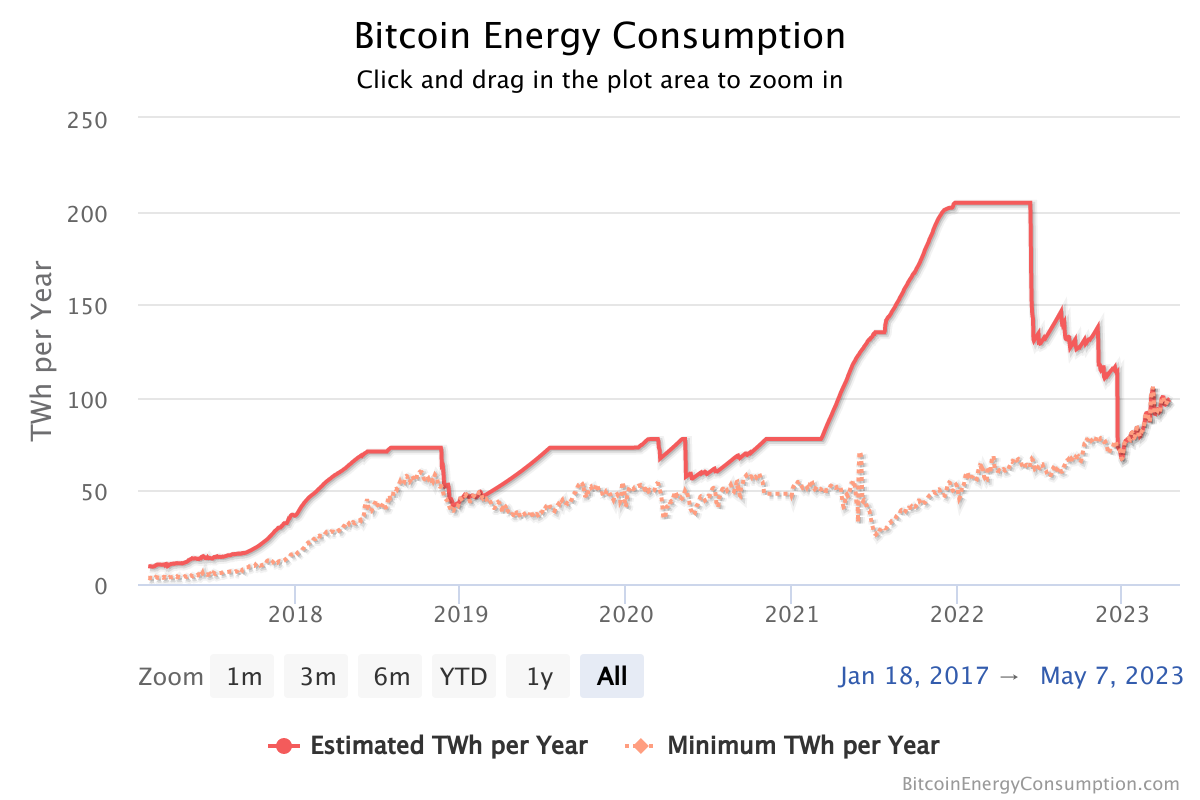 Bitcoin Energy Consumption
Click and drag in the plot area to zoom in
TWh per Year
250
200
150
100
50
0
2018 2019 2020 2021 2022 2023
Zoom 1m 3m 6m YTD 1y All Jan 18, 2017 → May 7, 2023
Estimated TWh per Year Minimum TWh per Year
BitcoinEnergyConsumption.com